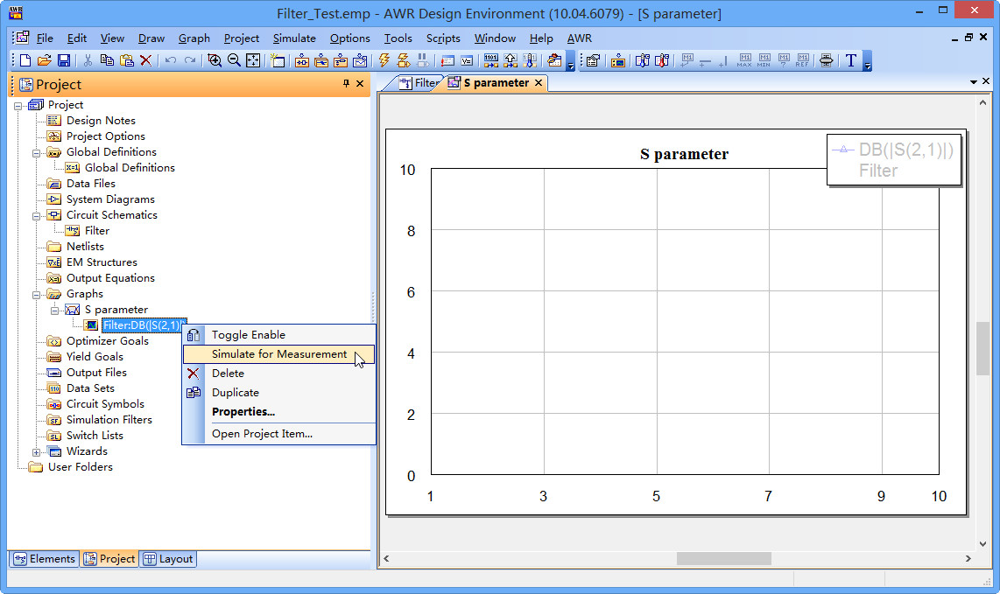 AWR
Filter_Test.emp - AWR Design Environment (10.04.6079) - [S parameter]
File Edit View Draw Graph Project Simulate Options Tools Scripts Window Help AWR
Project
Filter
S parameter
Project
Design Notes
Project Options
Global Definitions
Global Definitions
Data Files
System Diagrams
Circuit Schematics
Filter
Netlists
EM Structures
Output Equations
Graphs
S parameter
Filter:DB(|S(2,1)|
Optimizer Goals
Yield Goals
Output Files
Data Sets
Circuit Symbols
Simulation Filters
Switch Lists
Wizards
User Folders
Toggle Enable
Simulate for Measurement
Delete
Duplicate
Properties...
Open Project Item...
S parameter
DB(|S(2,1)|)
Filter
10
8
6
4
2
0
1 3 5 7 9 10
Elements Project Layout